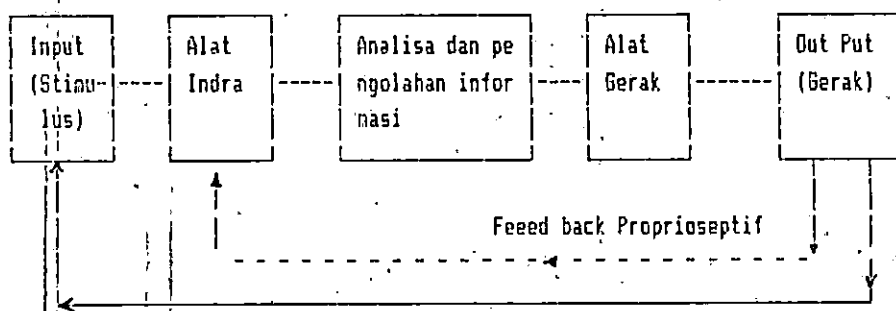 Input
(Stimu-
lus)
Alat
Indra
Analisa dan pe
ngolahan infor
masi
Alat
Gerak
Out Put
(Gerak)
Feeed back Proprioseptif